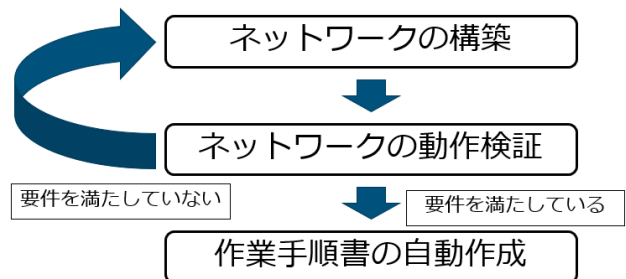 ネットワークの構築
ネットワークの動作検証
要件を満たしていない
要件を満たしている
作業手順書の自動作成